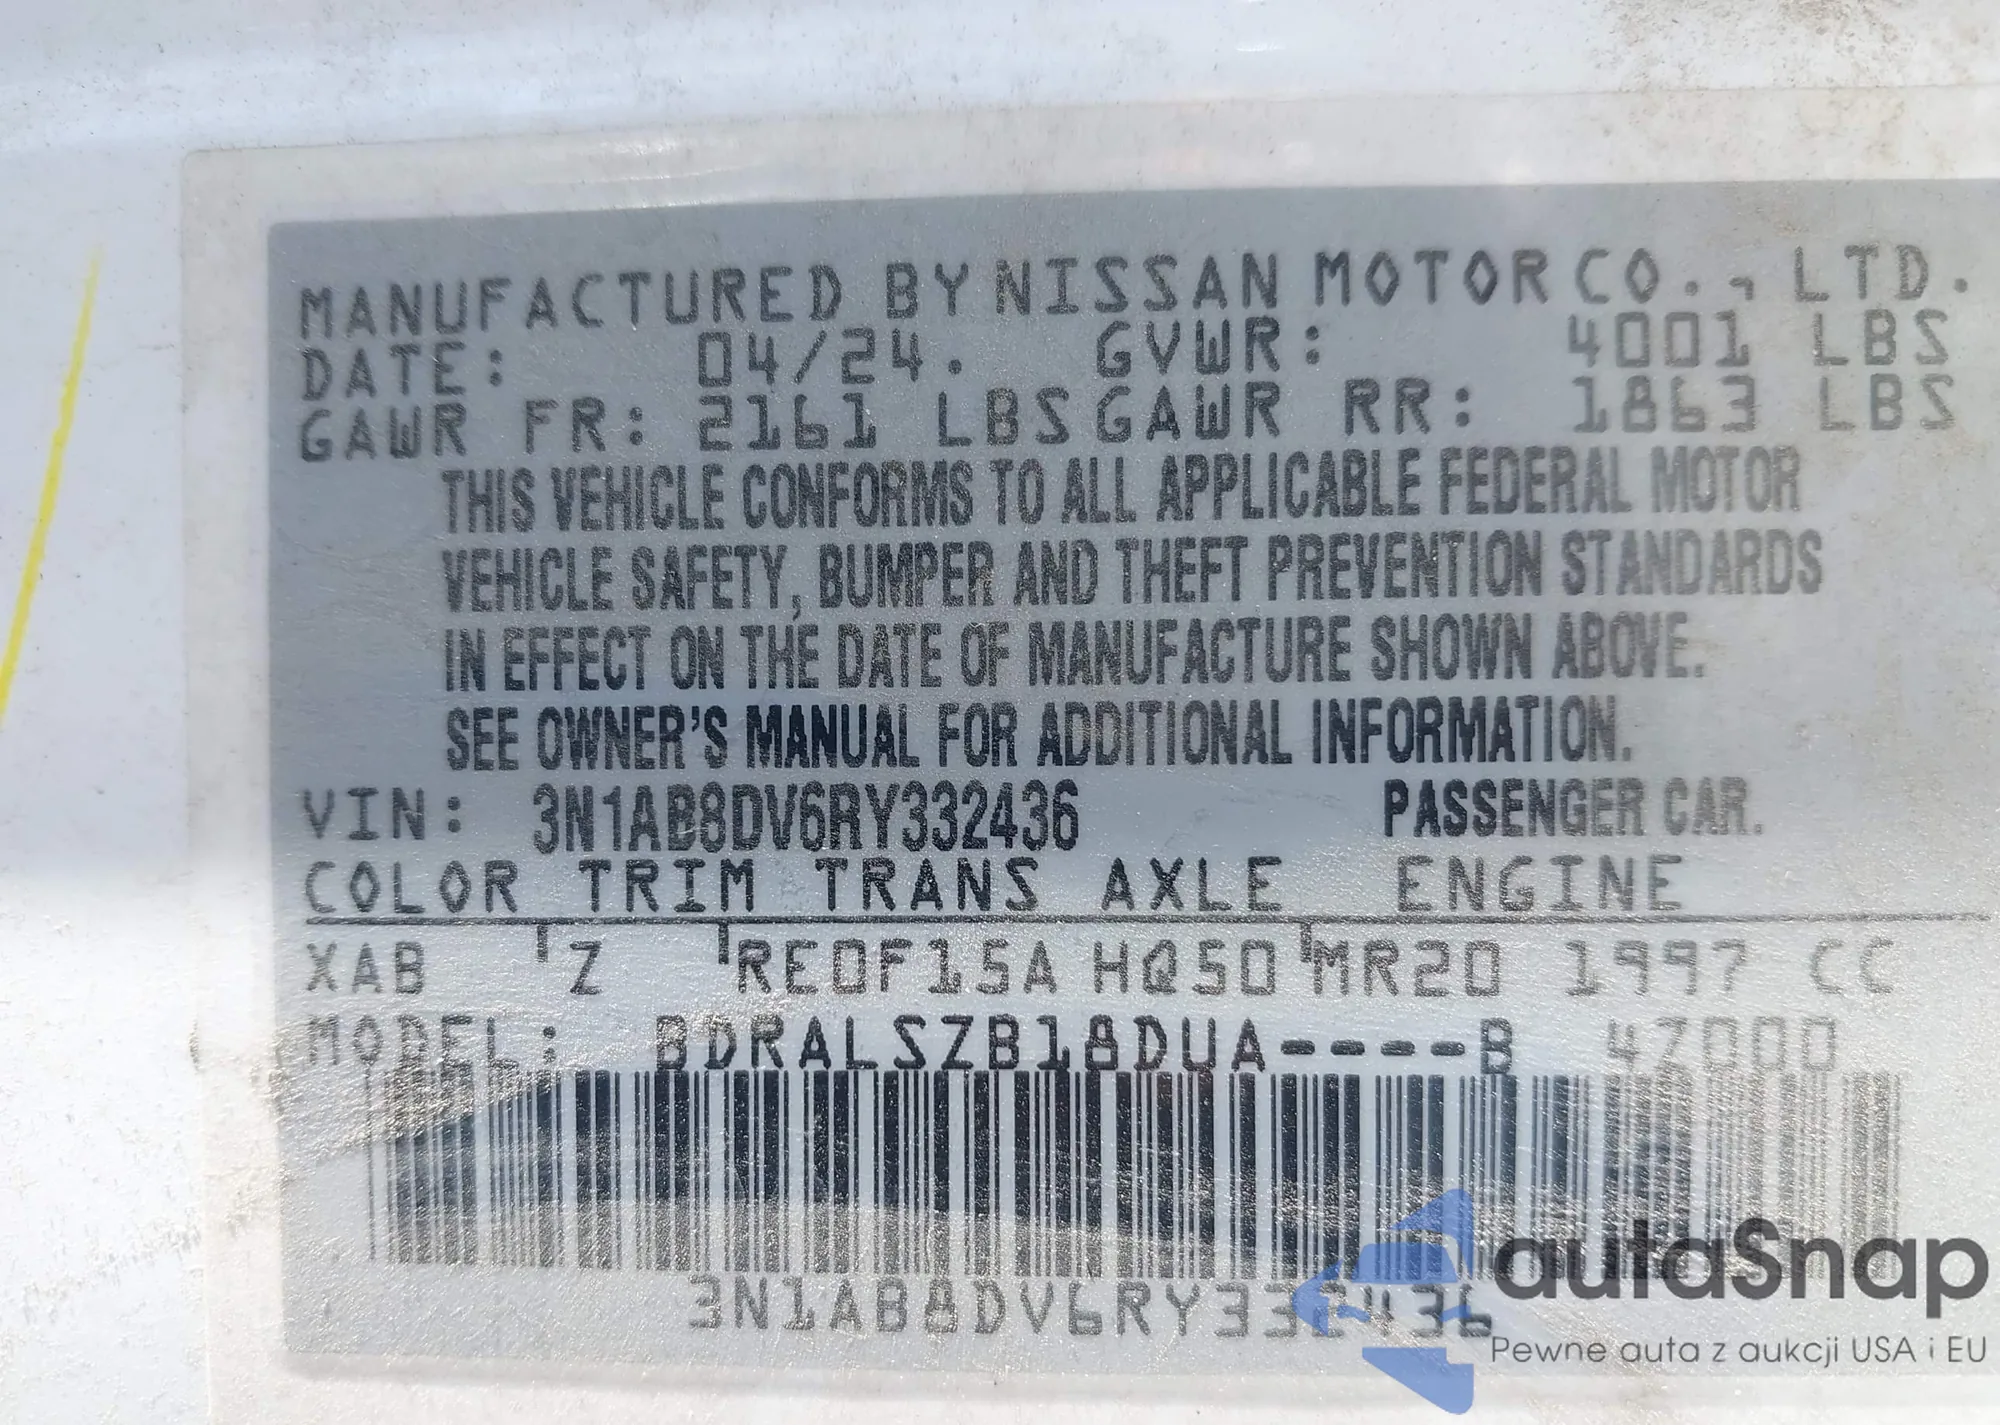 MANUFACTURED BY NISSAN MOTOR CO., LTD.
DATE: 04/24. GVWR: 4001 LBS
GAWR FR: 2161 LBS GAWR RR: 1863 LBS
THIS VEHICLE CONFORMS TO ALL APPLICABLE FEDERAL MOTOR
VEHICLE SAFETY, BUMPER AND THEFT PREVENTION STANDARDS
IN EFFECT ON THE DATE OF MANUFACTURE SHOWN ABOVE.
SEE OWNER'S MANUAL FOR ADDITIONAL INFORMATION.
VIN: 3N1AB8DV6RY332436 PASSENGER CAR.
COLOR TRIM TRANS AXLE ENGINE
XAB Z RE0F15A HQ50 MR20 1997 CC
MODEL: BDRALSZB18DUA----B 4Z000
3N1AB8DV6RY332436
autaSnap
Pewne auta z aukcji USA i EU